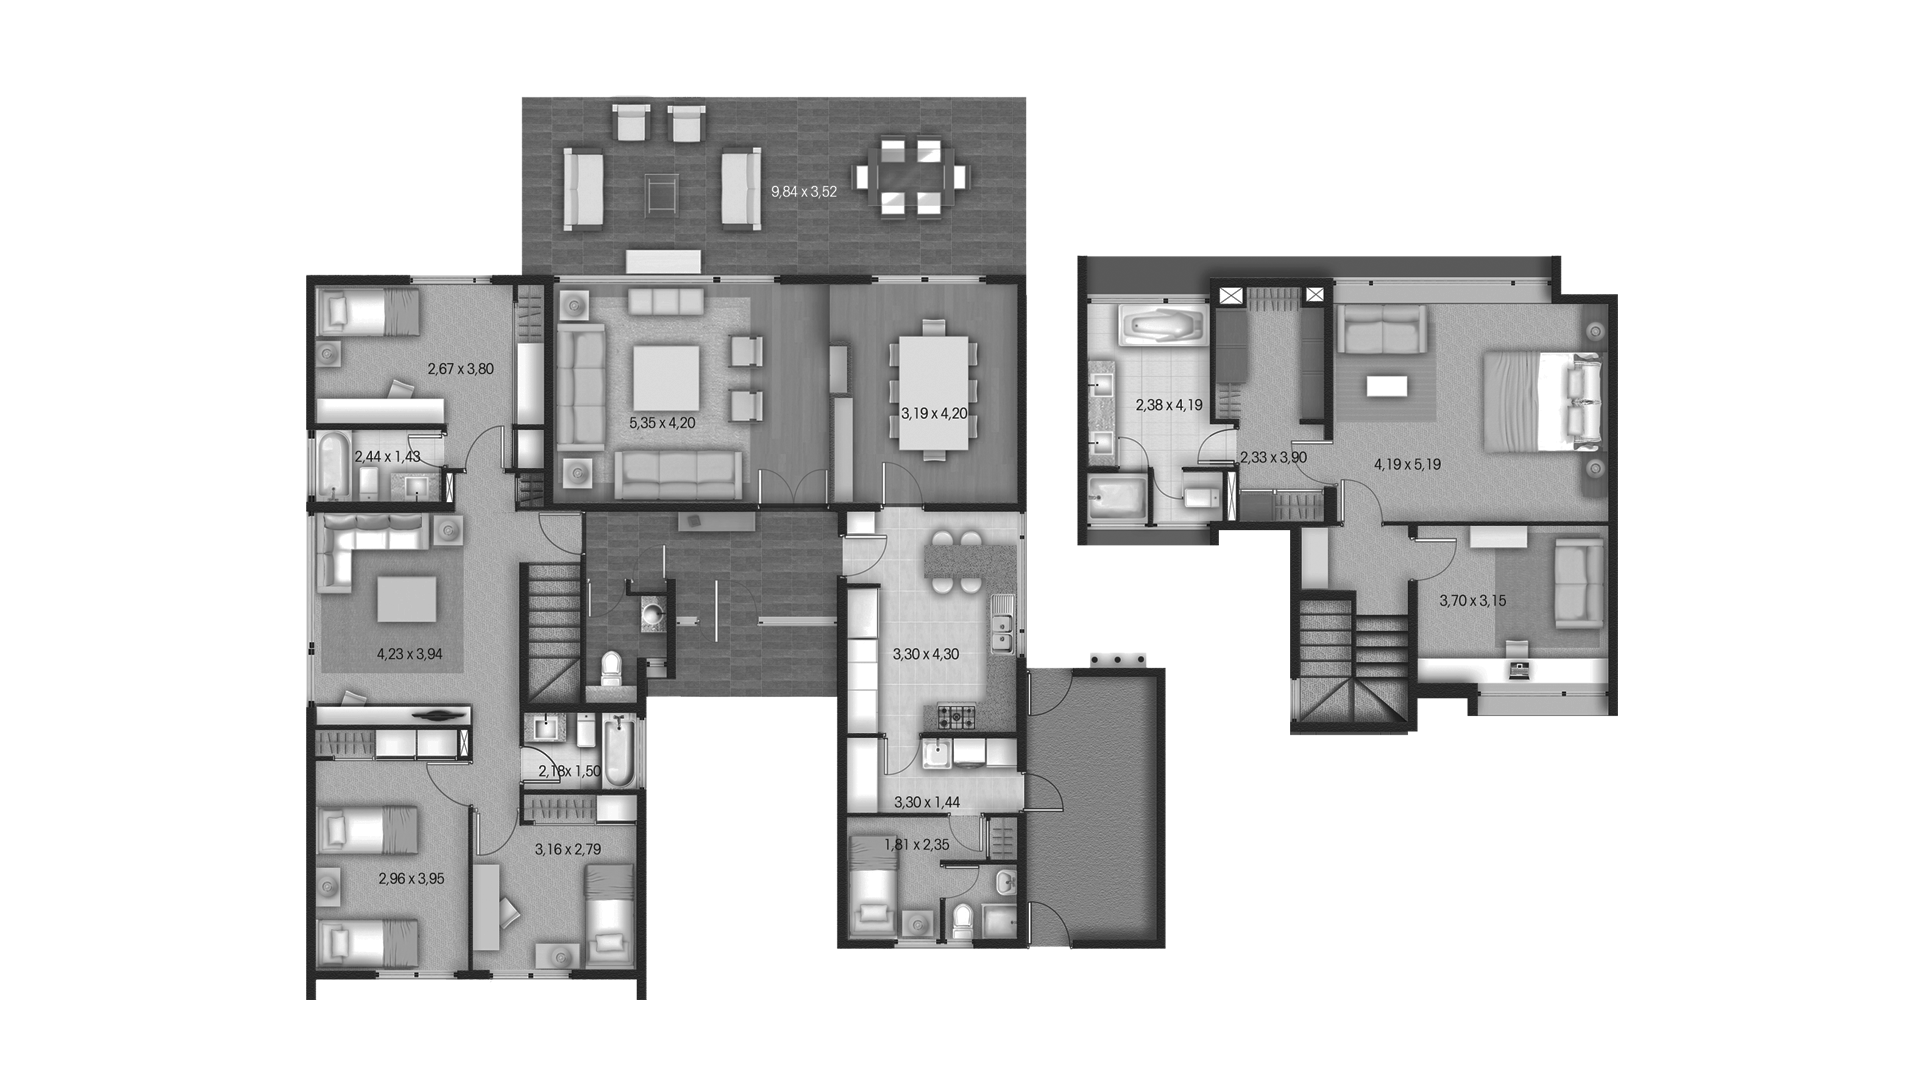 9,84 x 3,52
2,67 x 3,80
5,35 x 4,20
3,19 x 4,20
2,44 x 1,43
4,23 x 3,94
3,30 x 4,30
2,18x 1,50
3,30 x 1,44
3,16 x 2,79
1,81 x 2,35
2,96 x 3,95
2,38 x 4,19
2,33 x 3,90
4,19 x 5,19
3,70 x 3,15